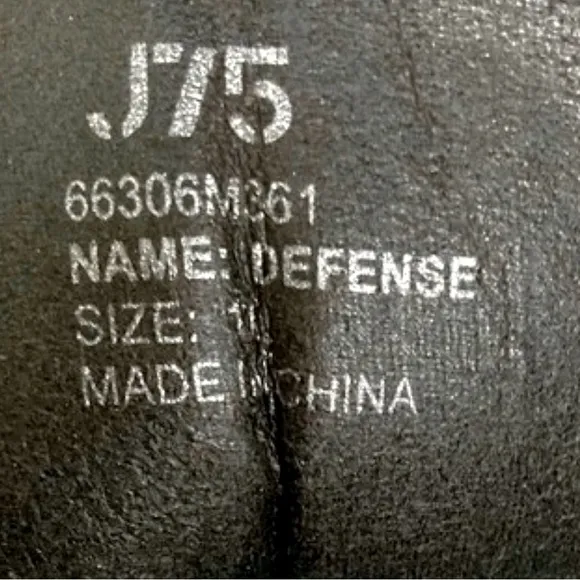 J75
66306M361
NAME: DEFENSE
SIZE:
MADE IN CHINA